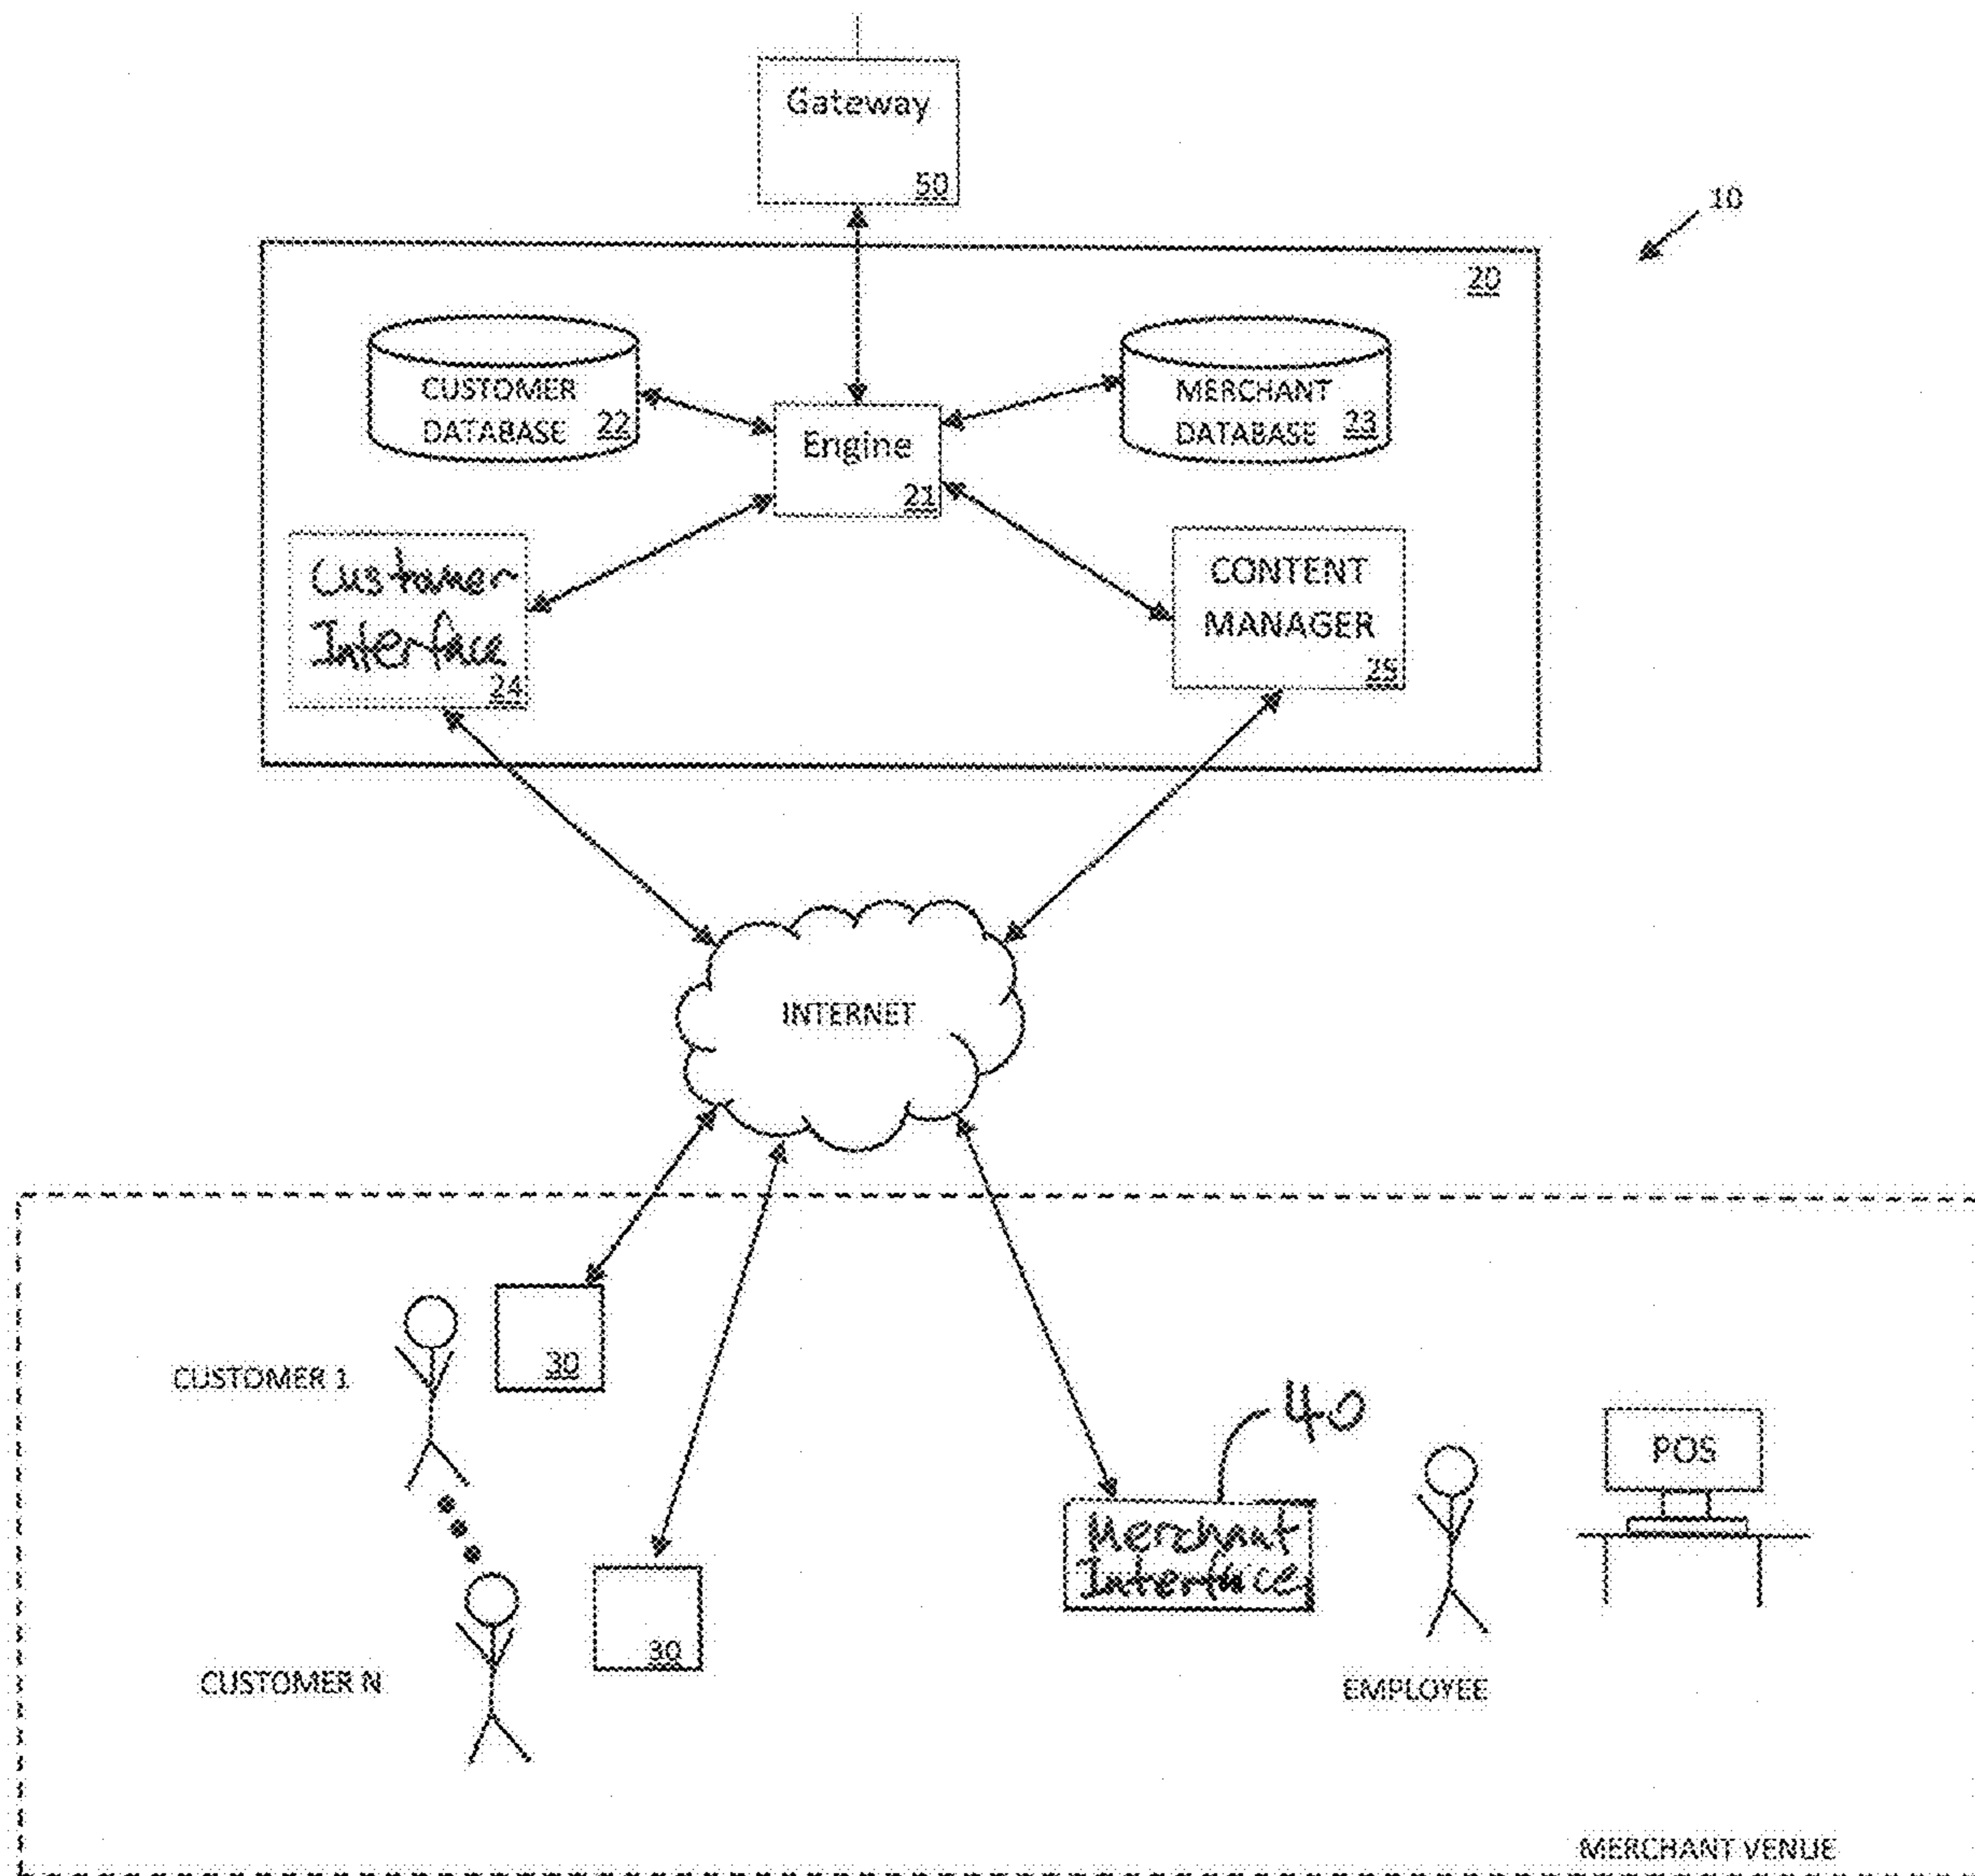 Gateway
50
10
20
CUSTOMER
DATABASE 22
MERCHANT
DATABASE 23
Engine
21
Customer
Interface
24
CONTENT
MANAGER
25
INTERNET
CUSTOMER 1
30
40
POS
Merchant
Interface
CUSTOMER N
30
EMPLOYEE
MERCHANT VENUE